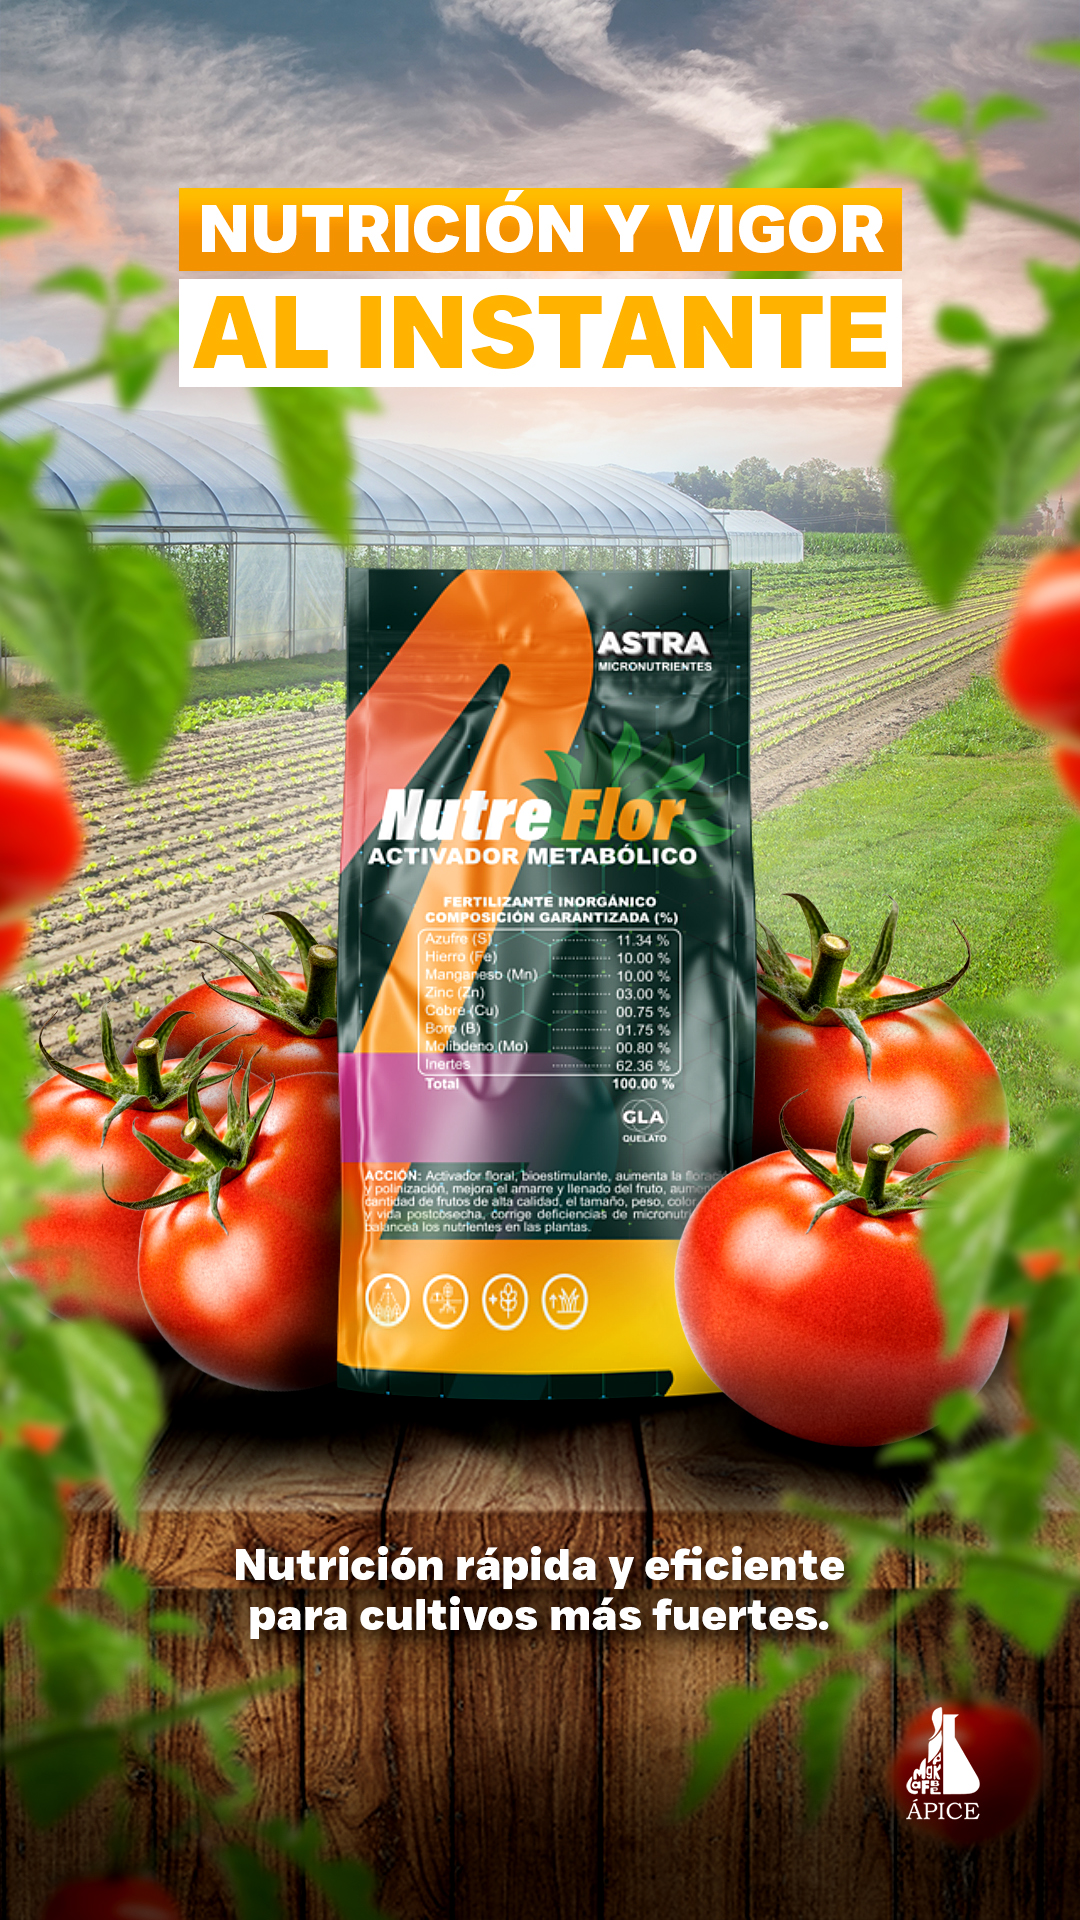 NUTRICIÓN Y VIGOR
AL INSTANTE
ASTRA
MICRONUTRIENTES
Nutre Flor
ACTIVADOR METABÓLICO
FERTILIZANTE INORGÁNICO
COMPOSICIÓN GARANTIZADA (%)
Azufre (S) 11.34 %
Hierro (Fe) 10.00 %
Manganeso (Mn) 10.00 %
Zinc (Zn) 03.00 %
Cobre (Cu) 00.75 %
Boro (B) 01.75 %
Molibdeno (Mo) 00.80 %
Inertes 62.36 %
Total 100.00 %
GLA
QUELATO
ACCIÓN: Activador floral, bioestimulante, aumenta la
y polinización, mejora el amarre y llenado del fruto,
cantidad de frutos de alta calidad, el tamaño, peso, color
y vida postcosecha, corrige deficiencias de
balancea los nutrientes en las plantas.
Nutrición rápida y eficiente
para cultivos más fuertes.
ÁPICE